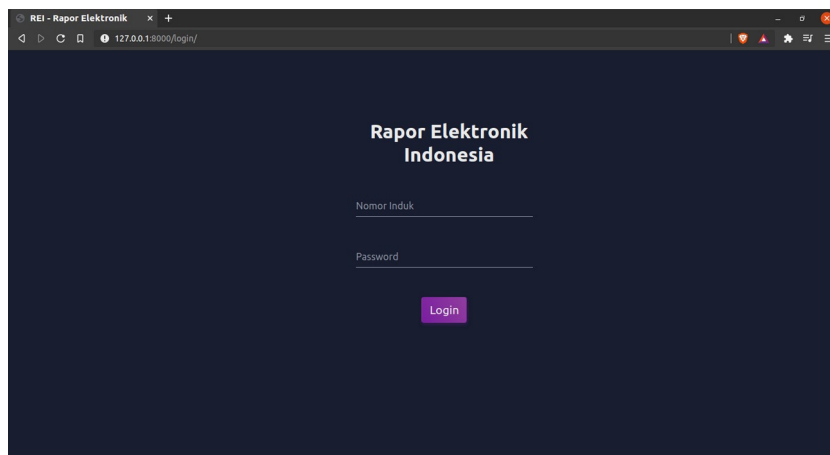 REI - Rapor Elektronik
127.0.0.1:8000/login/
Rapor Elektronik
Indonesia
Nomor Induk
Password
Login